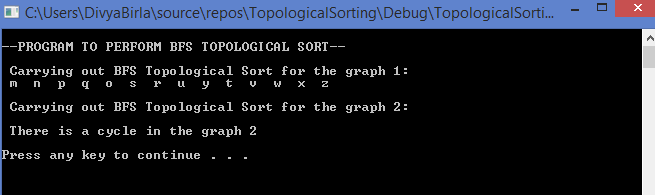 C:\Users\DivyaBirla\source\repos\TopologicalSorting\Debug\TopologicalSorti...
--PROGRAM TO PERFORM BFS TOPOLOGICAL SORT--
Carrying out BFS Topological Sort for the graph 1:
m n p q o s r u y t v w x z
Carrying out BFS Topological Sort for the graph 2:
There is a cycle in the graph 2
Press any key to continue . . .